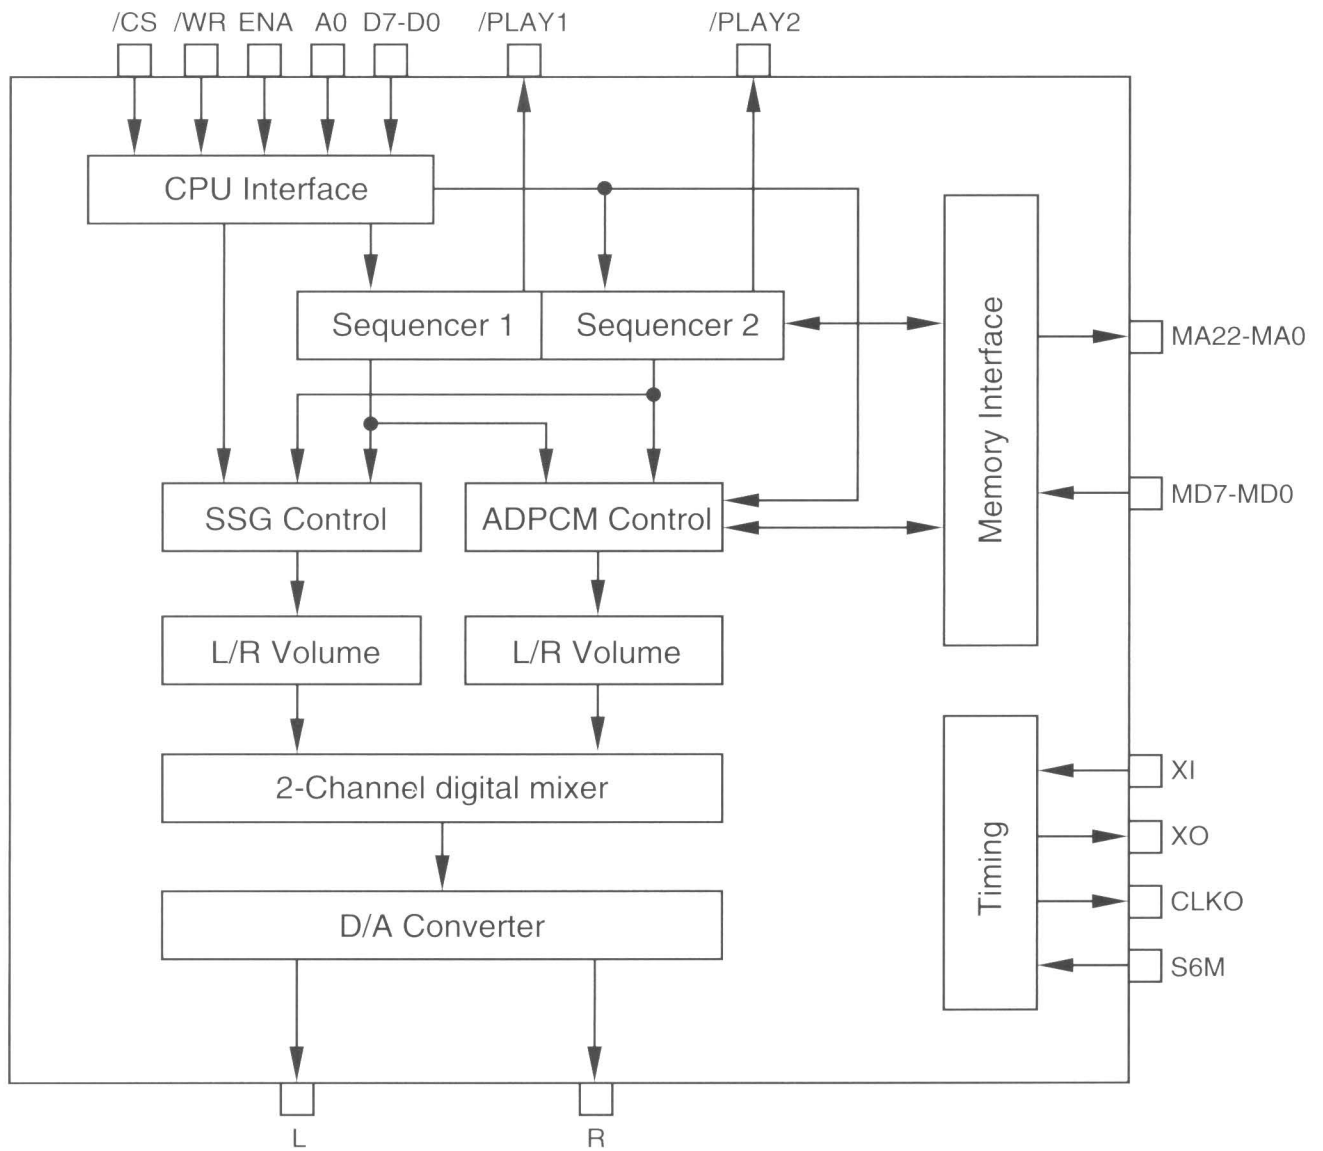 /CS /WR ENA A0 D7-D0 /PLAY1 /PLAY2
CPU Interface
Sequencer 1 Sequencer 2
Memory Interface
MA22-MA0
MD7-MD0
SSG Control ADPCM Control
L/R Volume L/R Volume
2-Channel digital mixer
D/A Converter
Timing
XI
XO
CLKO
S6M
L R